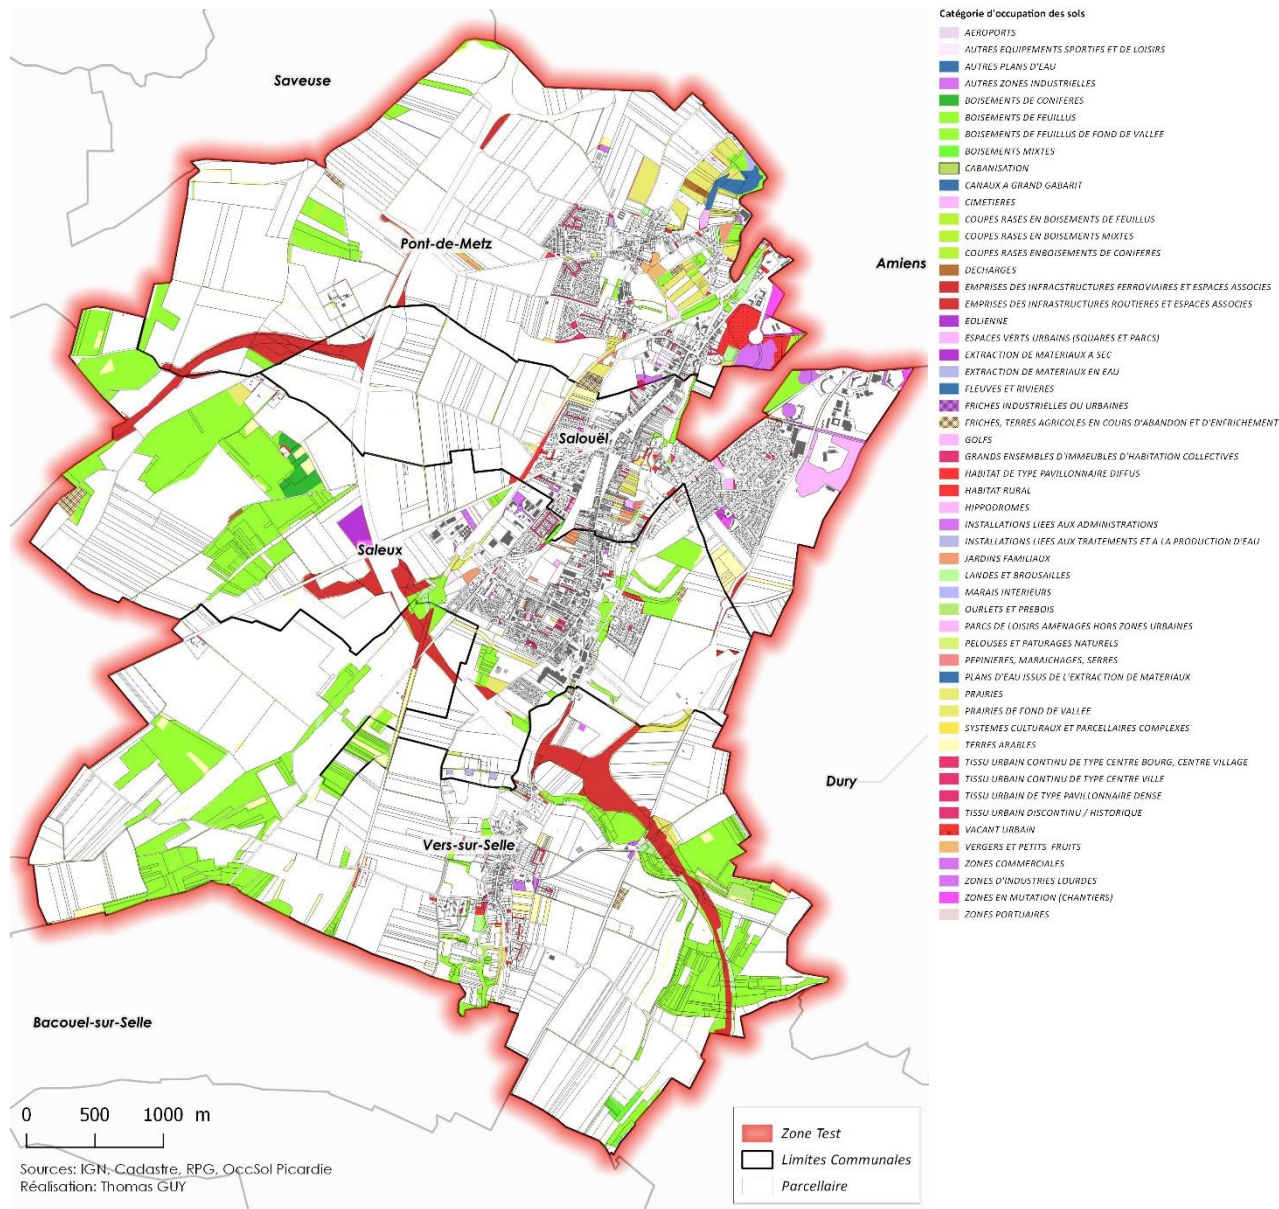 Saveuse
Pont-de-Metz
Amiens
Salouël
Saleux
Dury
Vers-sur-Selle
Bacouel-sur-Selle
0 500 1000 m
Sources: IGN, Cadastre, RPG, OccSol Picardie
Réalisation: Thomas GUY
Zone Test
Limites Communales
Parcellaire
Catégorie d'occupation des sols
AEROPORTS
AUTRES EQUIPEMENTS SPORTIFS ET DE LOISIRS
AUTRES PLANS D'EAU
AUTRES ZONES INDUSTRIELLES
BOISEMENTS DE CONIFERES
BOISEMENTS DE FEUILLUS
BOISEMENTS DE FEUILLUS DE FOND DE VALLEE
BOISEMENTS MIXTES
CABANISATION
CANAUX A GRAND GABARIT
CIMETIERES
COUPES RASES EN BOISEMENTS DE FEUILLUS
COUPES RASES EN BOISEMENTS MIXTES
COUPES RASES ENBOISEMENTS DE CONIFERES
DECHARGES
EMPRISES DES INFRACSTRUCTURES FERROVIAIRES ET ESPACES ASSOCIES
EMPRISES DES INFRASTRUCTURES ROUTIERES ET ESPACES ASSOCIES
EOLIENNE
ESPACES VERTS URBAINS (SQUARES ET PARCS)
EXTRACTION DE MATERIAUX A SEC
EXTRACTION DE MATERIAUX EN EAU
FLEUVES ET RIVIERES
FRICHES INDUSTRIELLES OU URBAINES
FRICHES, TERRES AGRICOLES EN COURS D'ABANDON ET D'ENFRICHEMENT
GOLFS
GRANDS ENSEMBLES D'IMMEUBLES D'HABITATION COLLECTIVES
HABITAT DE TYPE PAVILLONNAIRE DIFFUS
HABITAT RURAL
HIPPODROMES
INSTALLATIONS LIEES AUX ADMINISTRATIONS
INSTALLATIONS LIEES AUX TRAITEMENTS ET A LA PRODUCTION D'EAU
JARDINS FAMILIAUX
LANDES ET BROUSAILLES
MARAIS INTERIEURS
OURLETS ET PREBOIS
PARCS DE LOISIRS AMENAGES HORS ZONES URBAINES
PELOUSES ET PATURAGES NATURELS
PEPINIERES, MARAICHAGES, SERRES
PLANS D'EAU ISSUS DE L'EXTRACTION DE MATERIAUX
PRAIRIES
PRAIRIES DE FOND DE VALLEE
SYSTEMES CULTURAUX ET PARCELLAIRES COMPLEXES
TERRES ARABLES
TISSU URBAIN CONTINU DE TYPE CENTRE BOURG, CENTRE VILLAGE
TISSU URBAIN CONTINU DE TYPE CENTRE VILLE
TISSU URBAIN DE TYPE PAVILLONNAIRE DENSE
TISSU URBAIN DISCONTINU / HISTORIQUE
VACANT URBAIN
VERGERS ET PETITS FRUITS
ZONES COMMERCIALES
ZONES D'INDUSTRIES LOURDES
ZONES EN MUTATION (CHANTIERS)
ZONES PORTUAIRES